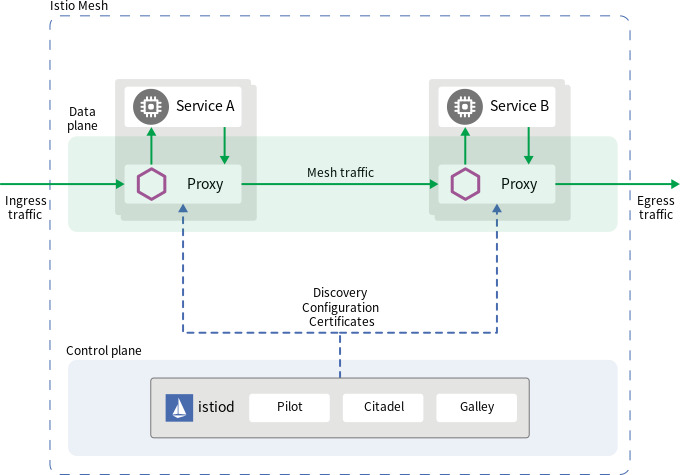 Istio Mesh
Data
plane
Service A
Service B
Proxy
Mesh traffic
Proxy
Ingress
traffic
Egress
traffic
Discovery
Configuration
Certificates
Control plane
istiod
Pilot
Citadel
Galley